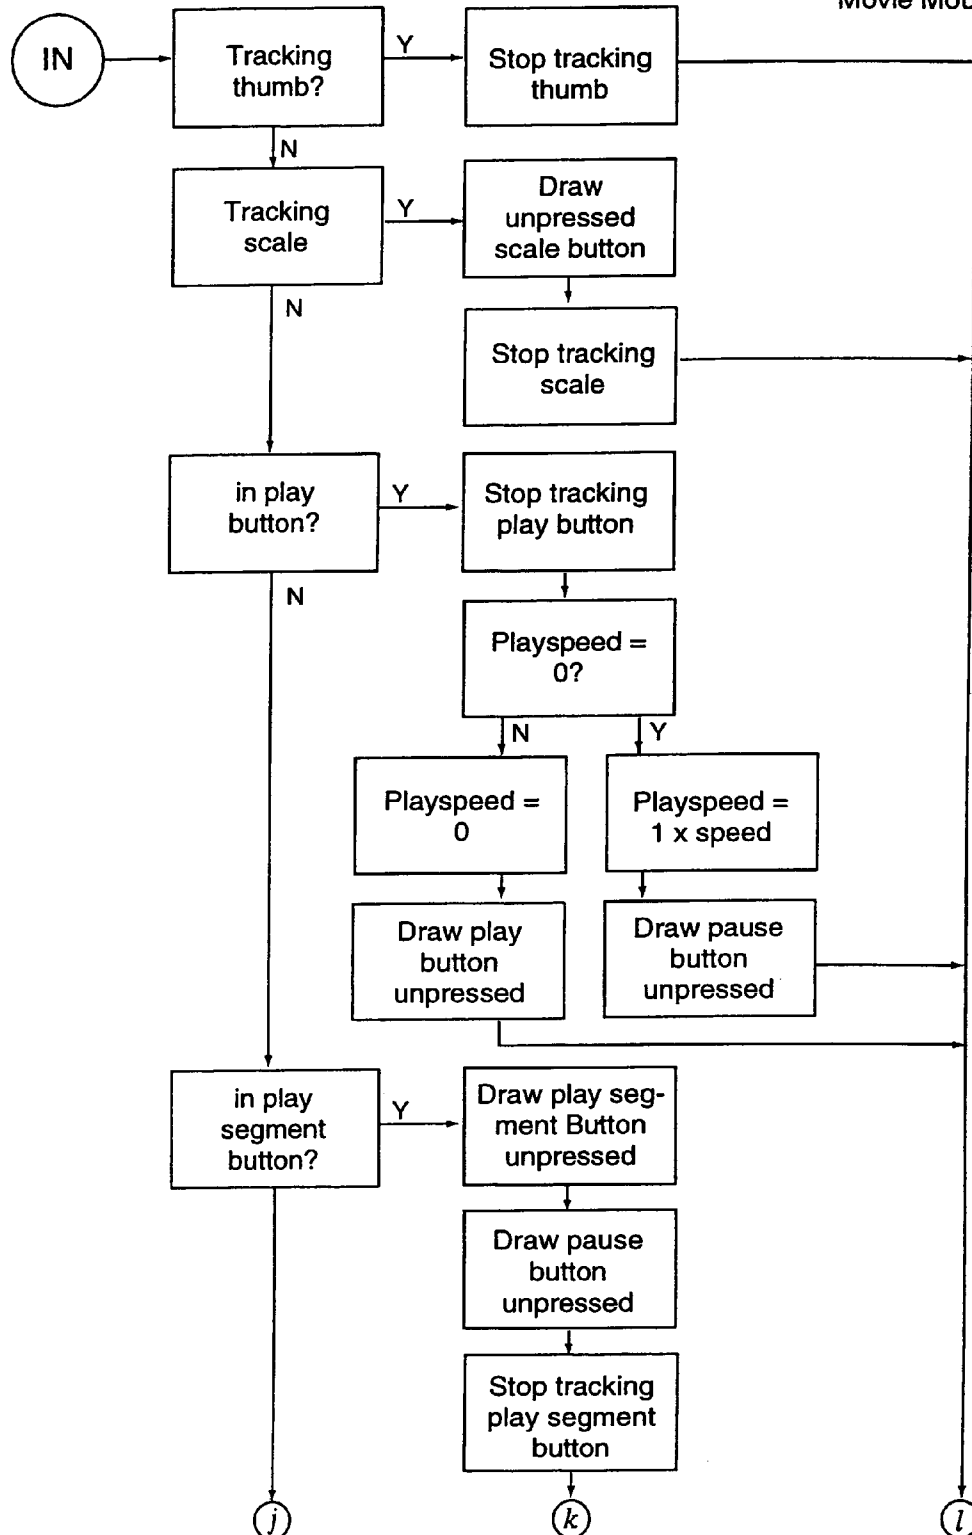 Movie
IN
Tracking
thumb?
Y
Stop tracking
thumb
N
Tracking
scale
Y
Draw
unpressed
scale button
N
Stop tracking
scale
in play
button?
Y
Stop tracking
play button
N
Playspeed =
0?
N
Y
Playspeed =
0
Playspeed =
1 x speed
Draw play
button
unpressed
Draw pause
button
unpressed
in play
segment
button?
Y
Draw play seg-
ment Button
unpressed
Draw pause
button
unpressed
Stop tracking
play segment
button
j
k
l